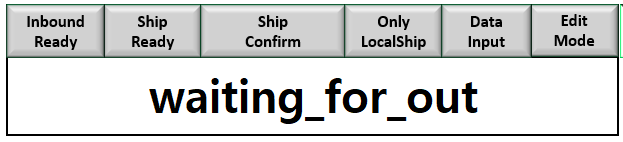 Inbound Ready
Ship Ready
Ship Confirm
Only LocalShip
Data Input
Edit Mode
waiting_for_out